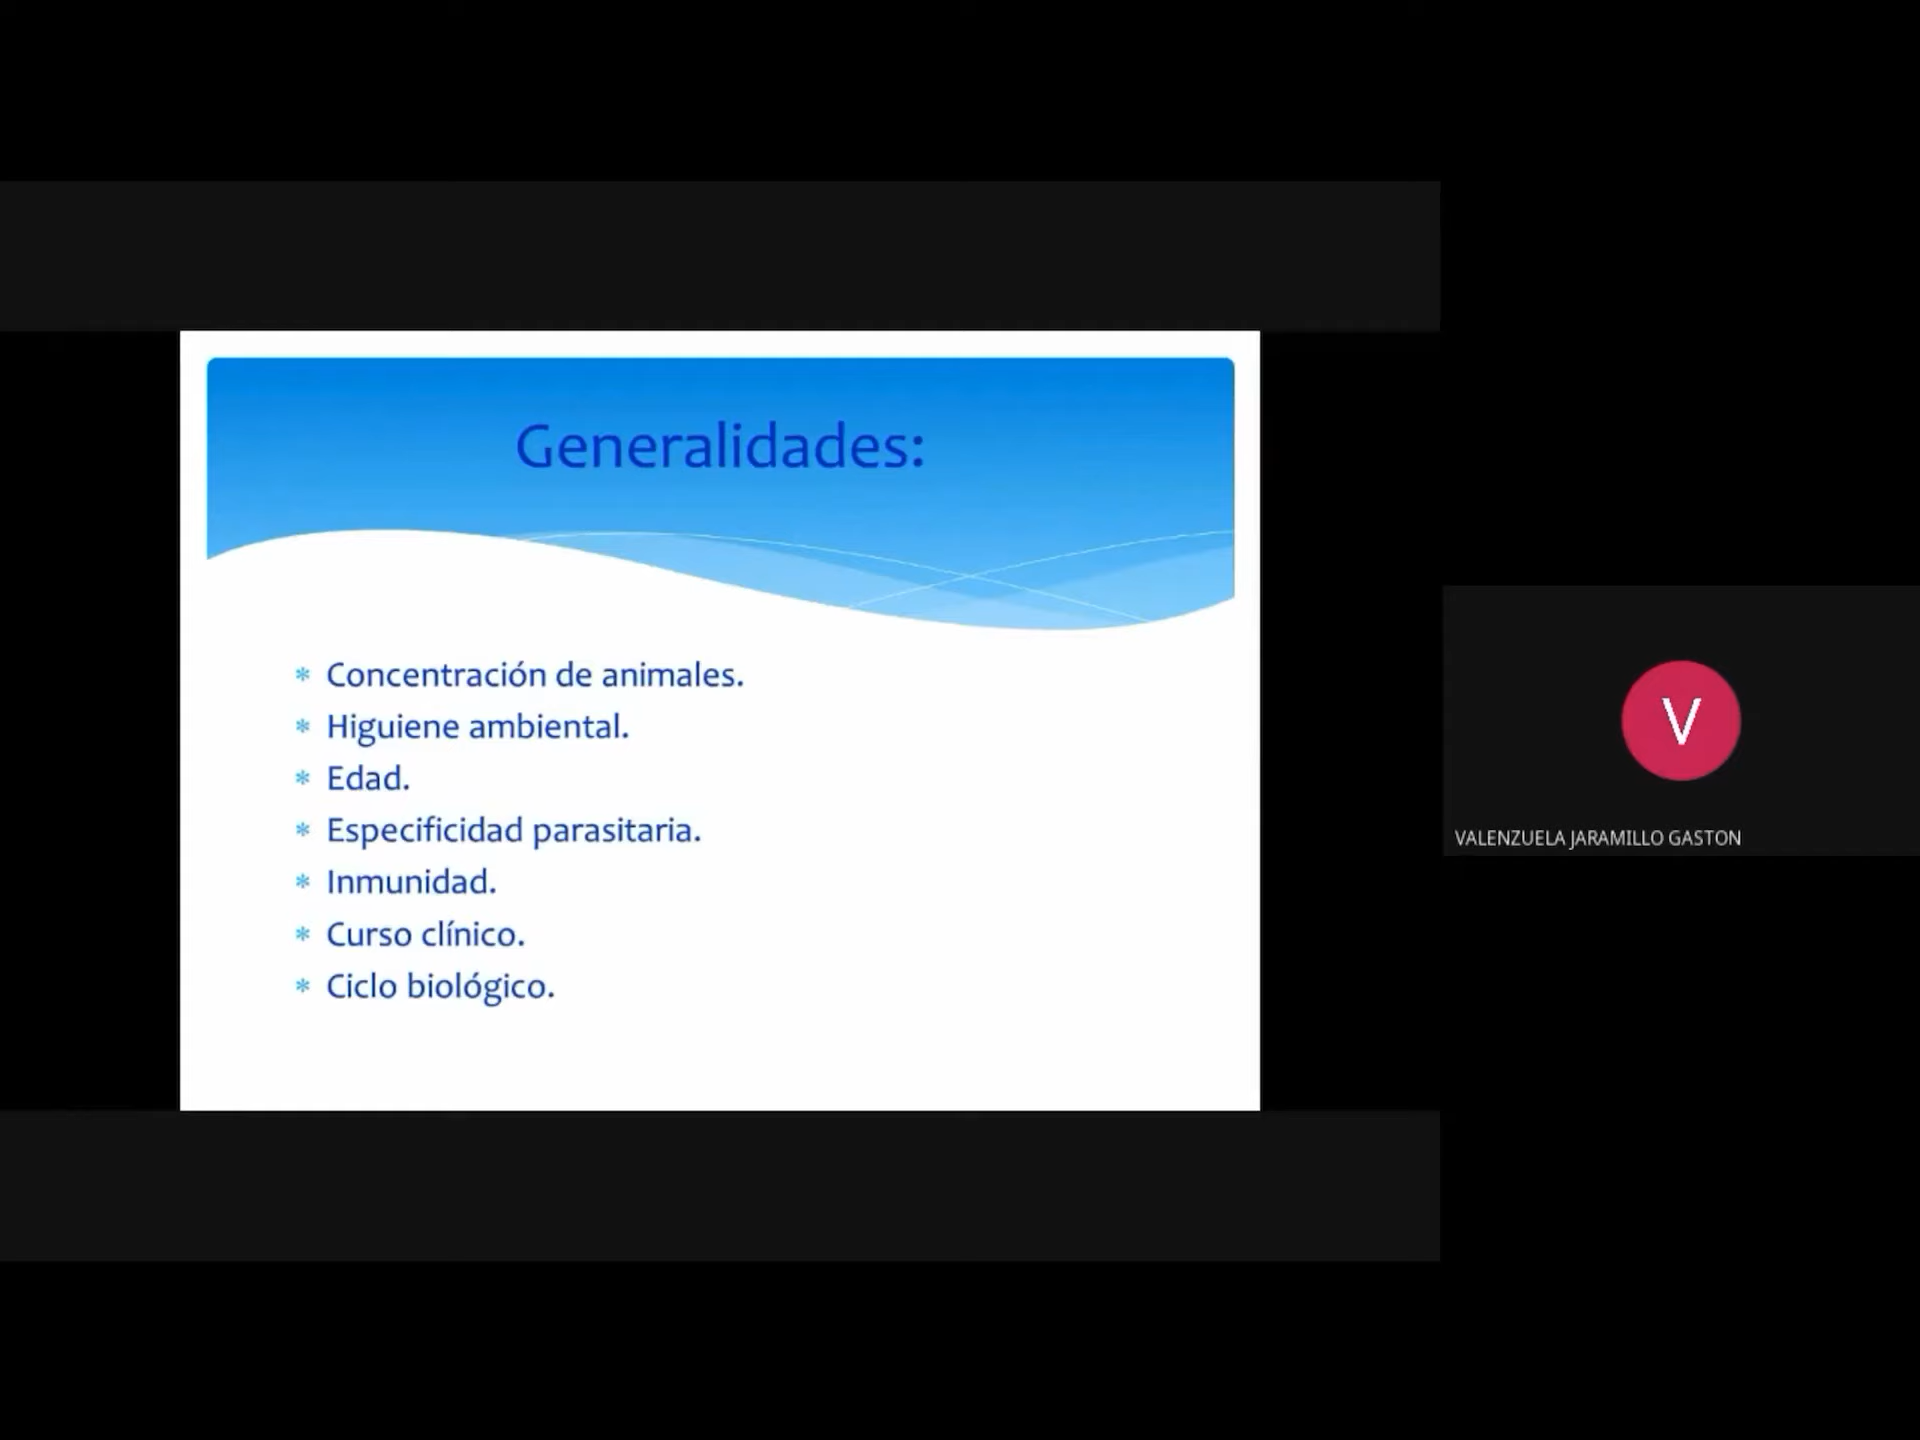 Generalidades:
* Concentración de animales.
* Higuiene ambiental.
* Edad.
* Especificidad parasitaria.
* Inmunidad.
* Curso clínico.
* Ciclo biológico.
V
VALENZUELA JARAMILLO GASTON